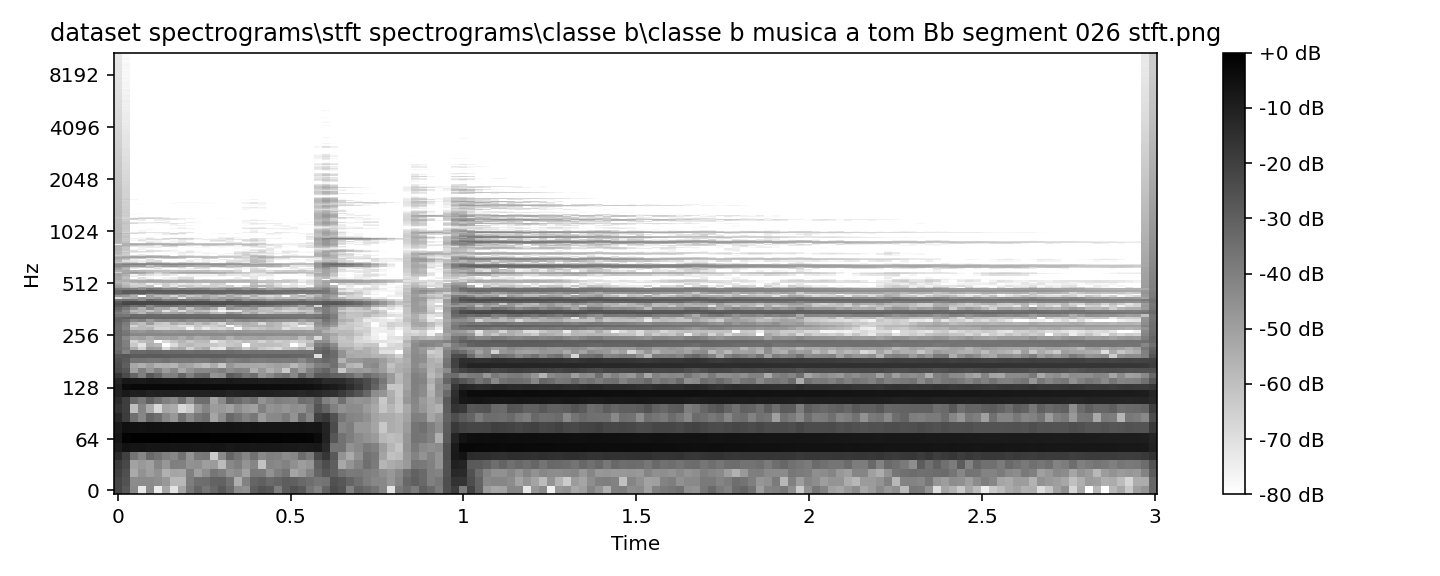 dataset spectrograms\stft spectrograms\classe b\classe b musica a tom Bb segment 026 stft.png
8192
4096
2048
1024
512
256
128
64
0
Hz
0
0.5
1
1.5
2
2.5
3
Time
+0 dB
-10 dB
-20 dB
-30 dB
-40 dB
-50 dB
-60 dB
-70 dB
-80 dB